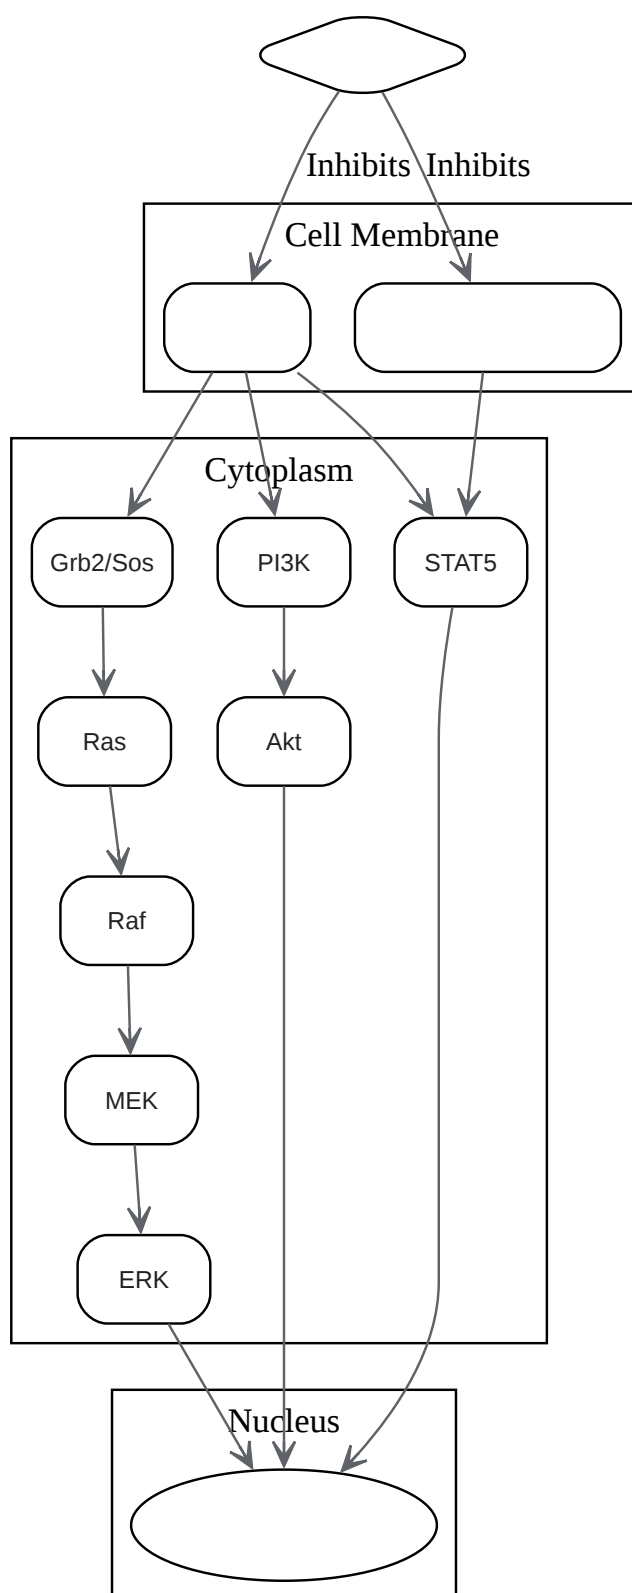 Inhibits Inhibits
Cell Membrane
Cytoplasm
Grb2/Sos PI3K STAT5
Ras Akt
Raf
MEK
ERK
Nucleus